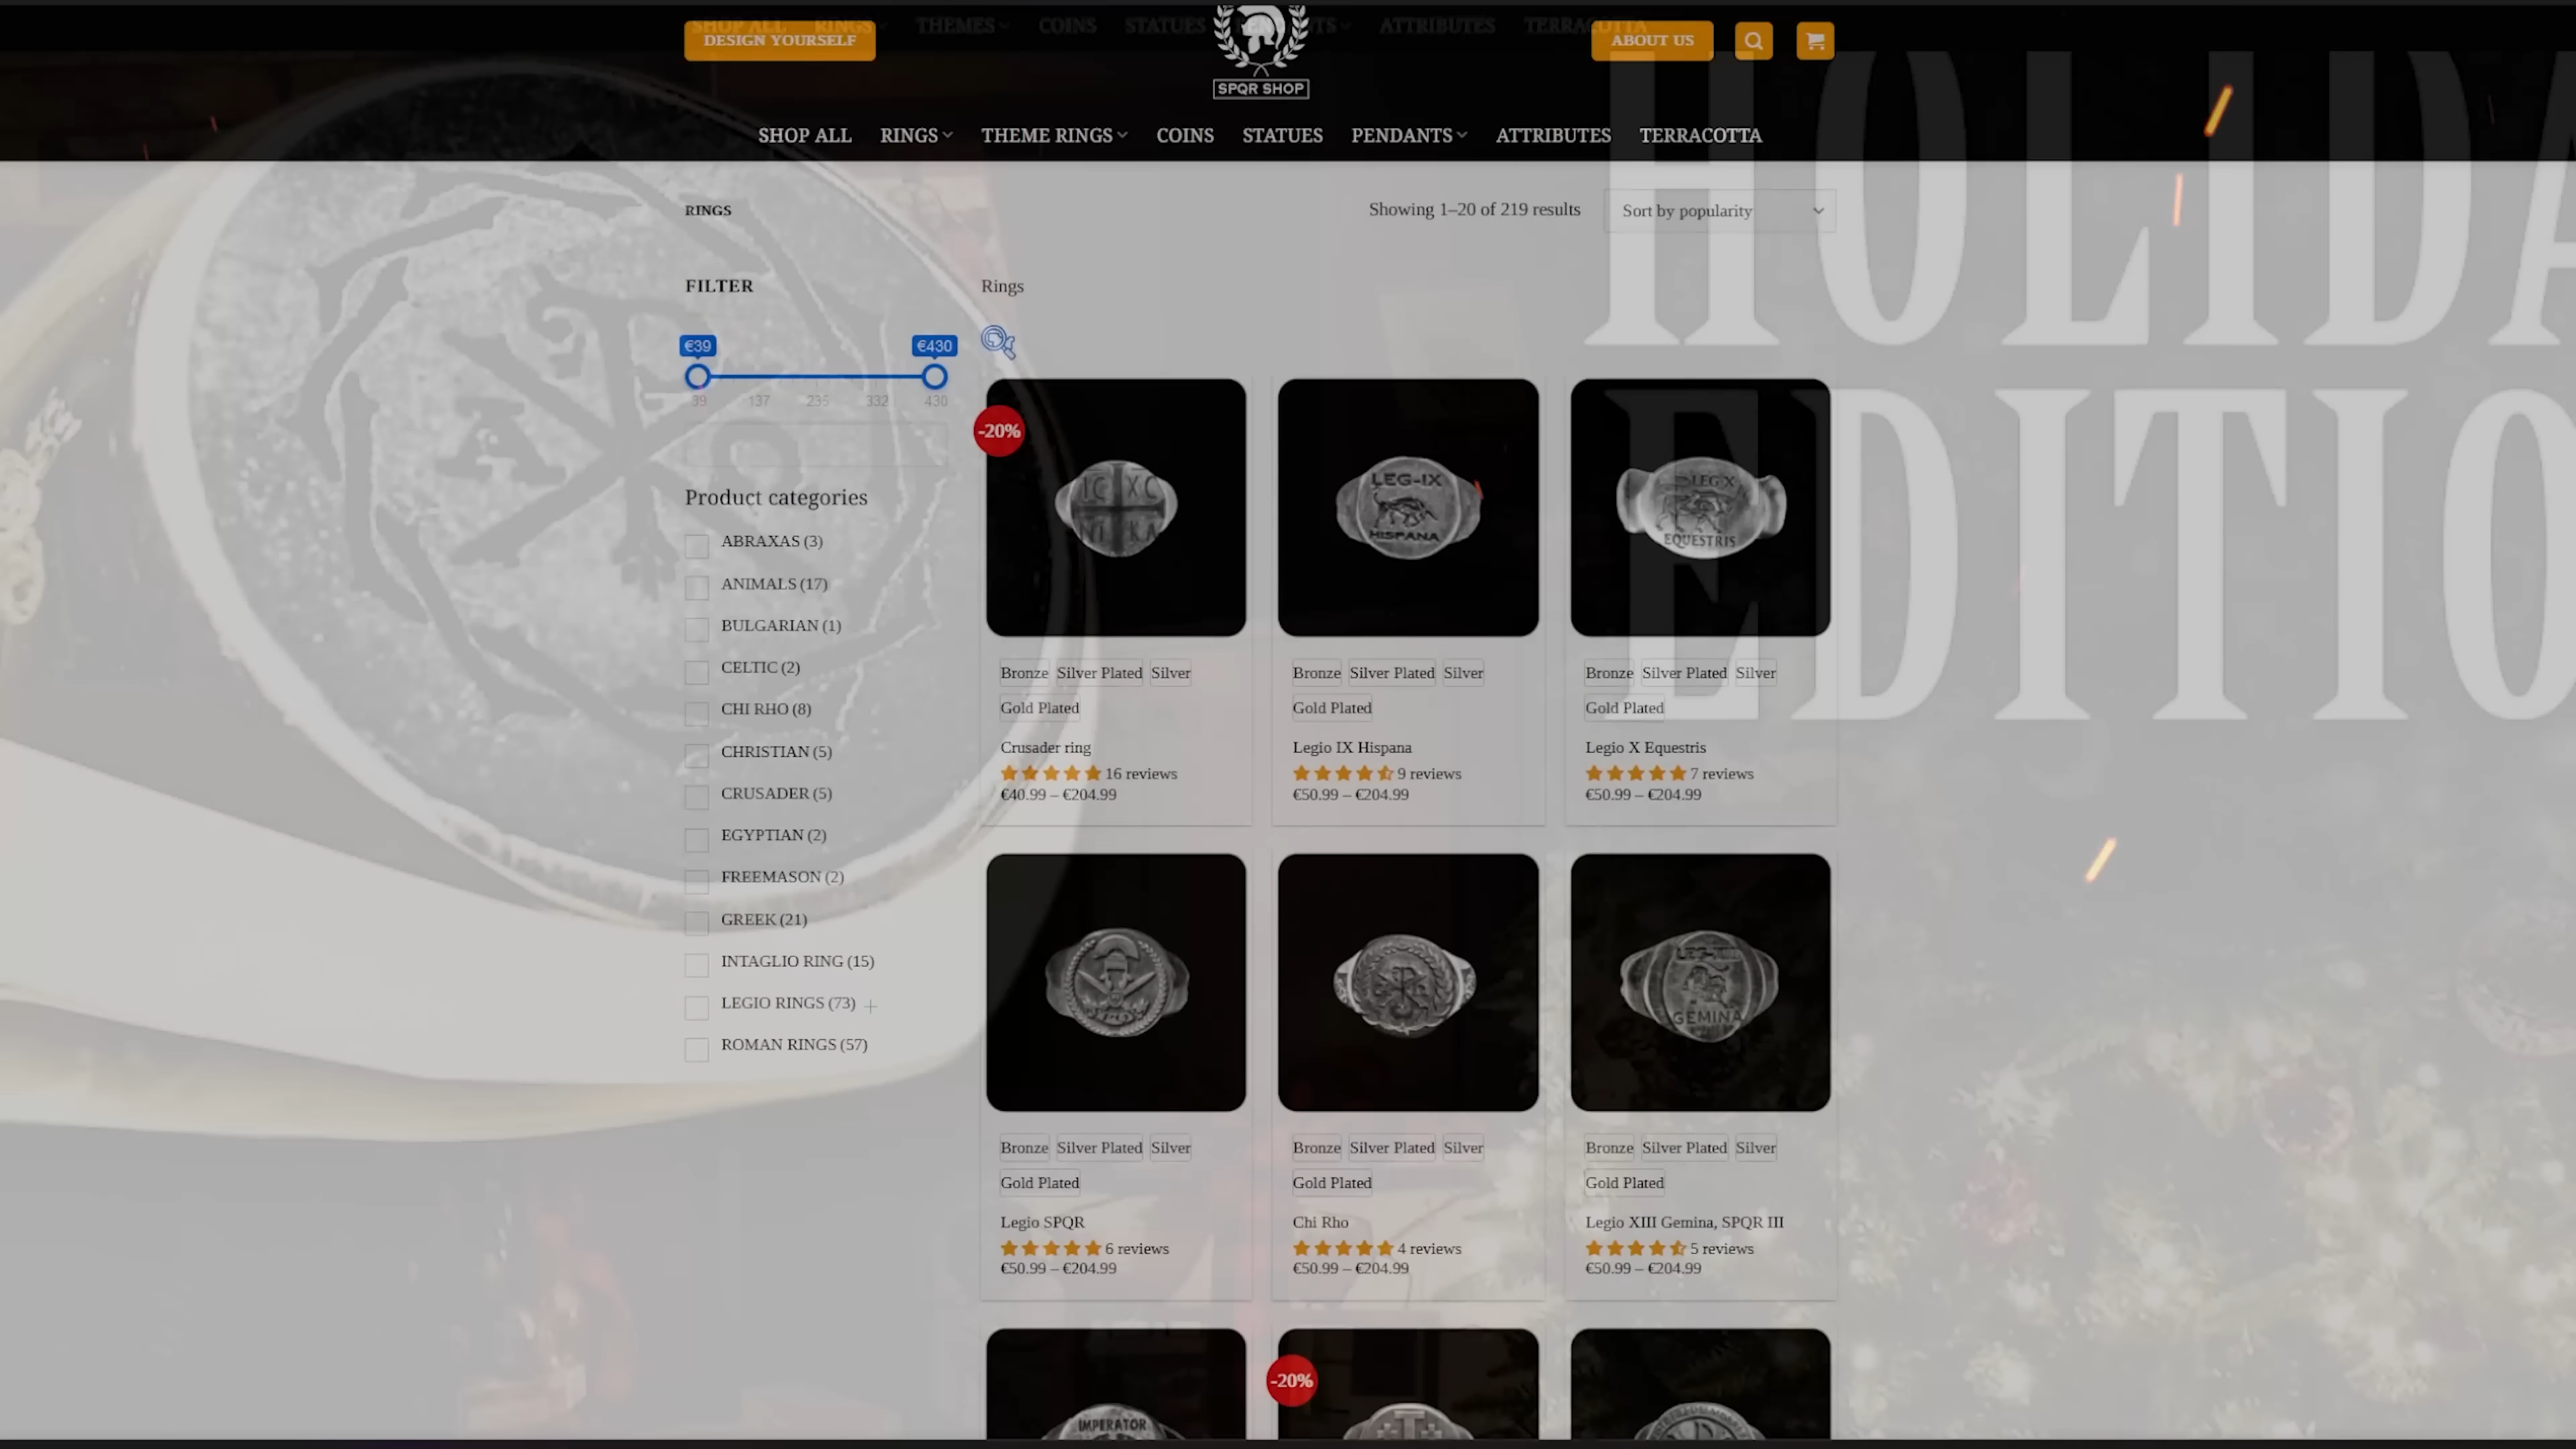 SHOP ALL RINGS THEMES COINS STATUES ATTRIBUTES TERRACOTTA
DESIGN YOURSELF
SPQR SHOP
ABOUT US
SHOP ALL RINGS THEME RINGS COINS STATUES PENDANTS ATTRIBUTES TERRACOTTA
HOLIDA
EDITIO
RINGS
Showing 1–20 of 219 results
Sort by popularity
FILTER
€39 €430
39 137 235 332 430
Product categories
ABRAXAS (3)
ANIMALS (17)
BULGARIAN (1)
CELTIC (2)
CHI RHO (8)
CHRISTIAN (5)
CRUSADER (5)
EGYPTIAN (2)
FREEMASON (2)
GREEK (21)
INTAGLIO RING (15)
LEGIO RINGS (73)
ROMAN RINGS (57)
Rings
-20%
IC XC
NI KA
Bronze Silver Plated Silver
Gold Plated
Crusader ring
16 reviews
€40.99 – €204.99
LEG-IX
HISPANA
Bronze Silver Plated Silver
Gold Plated
Legio IX Hispana
9 reviews
€50.99 – €204.99
LEG X
EQUESTRIS
Bronze Silver Plated Silver
Gold Plated
Legio X Equestris
7 reviews
€50.99 – €204.99
Bronze Silver Plated Silver
Gold Plated
Legio SPQR
6 reviews
€50.99 – €204.99
Bronze Silver Plated Silver
Gold Plated
Chi Rho
4 reviews
€50.99 – €204.99
GEMINA
Bronze Silver Plated Silver
Gold Plated
Legio XIII Gemina, SPQR III
5 reviews
€50.99 – €204.99
IMPERATOR
-20%